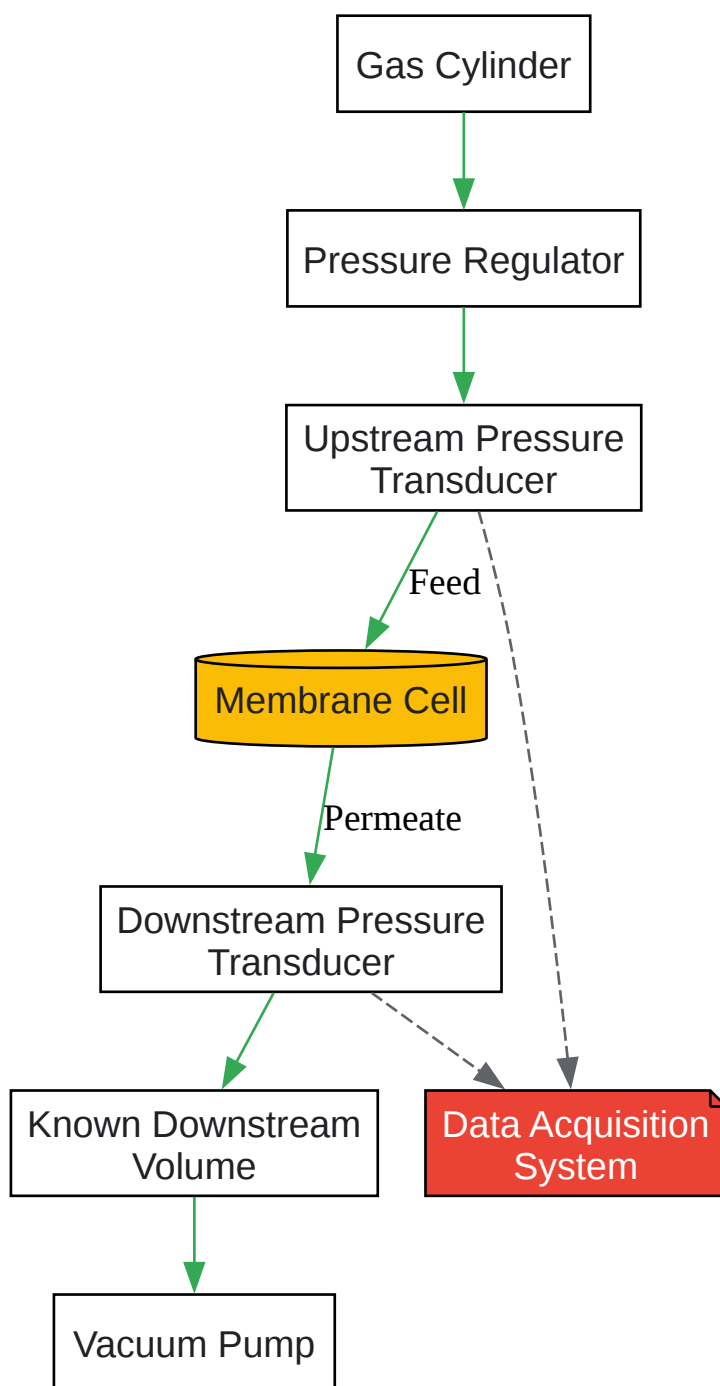 Gas Cylinder
Pressure Regulator
Upstream Pressure
Transducer
Feed
Membrane Cell
Permeate
Downstream Pressure
Transducer
Known Downstream
Volume
Data Acquisition
System
Vacuum Pump